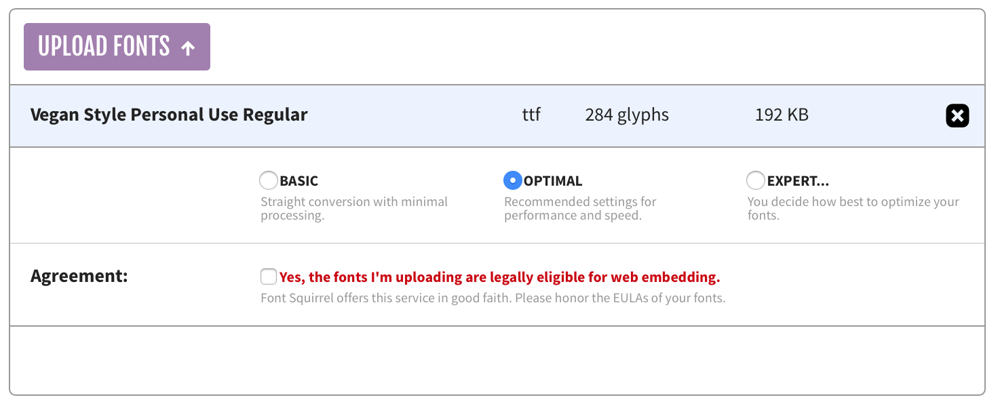 UPLOAD FONTS ↑
Vegan Style Personal Use Regular ttf 284 glyphs 192 KB
BASIC OPTIMAL EXPERT...
Straight conversion with minimal Recommended settings for You decide how best to optimize your
processing. performance and speed. fonts.
Agreement: Yes, the fonts I'm uploading are legally eligible for web embedding.
Font Squirrel offers this service in good faith. Please honor the EULAs of your fonts.